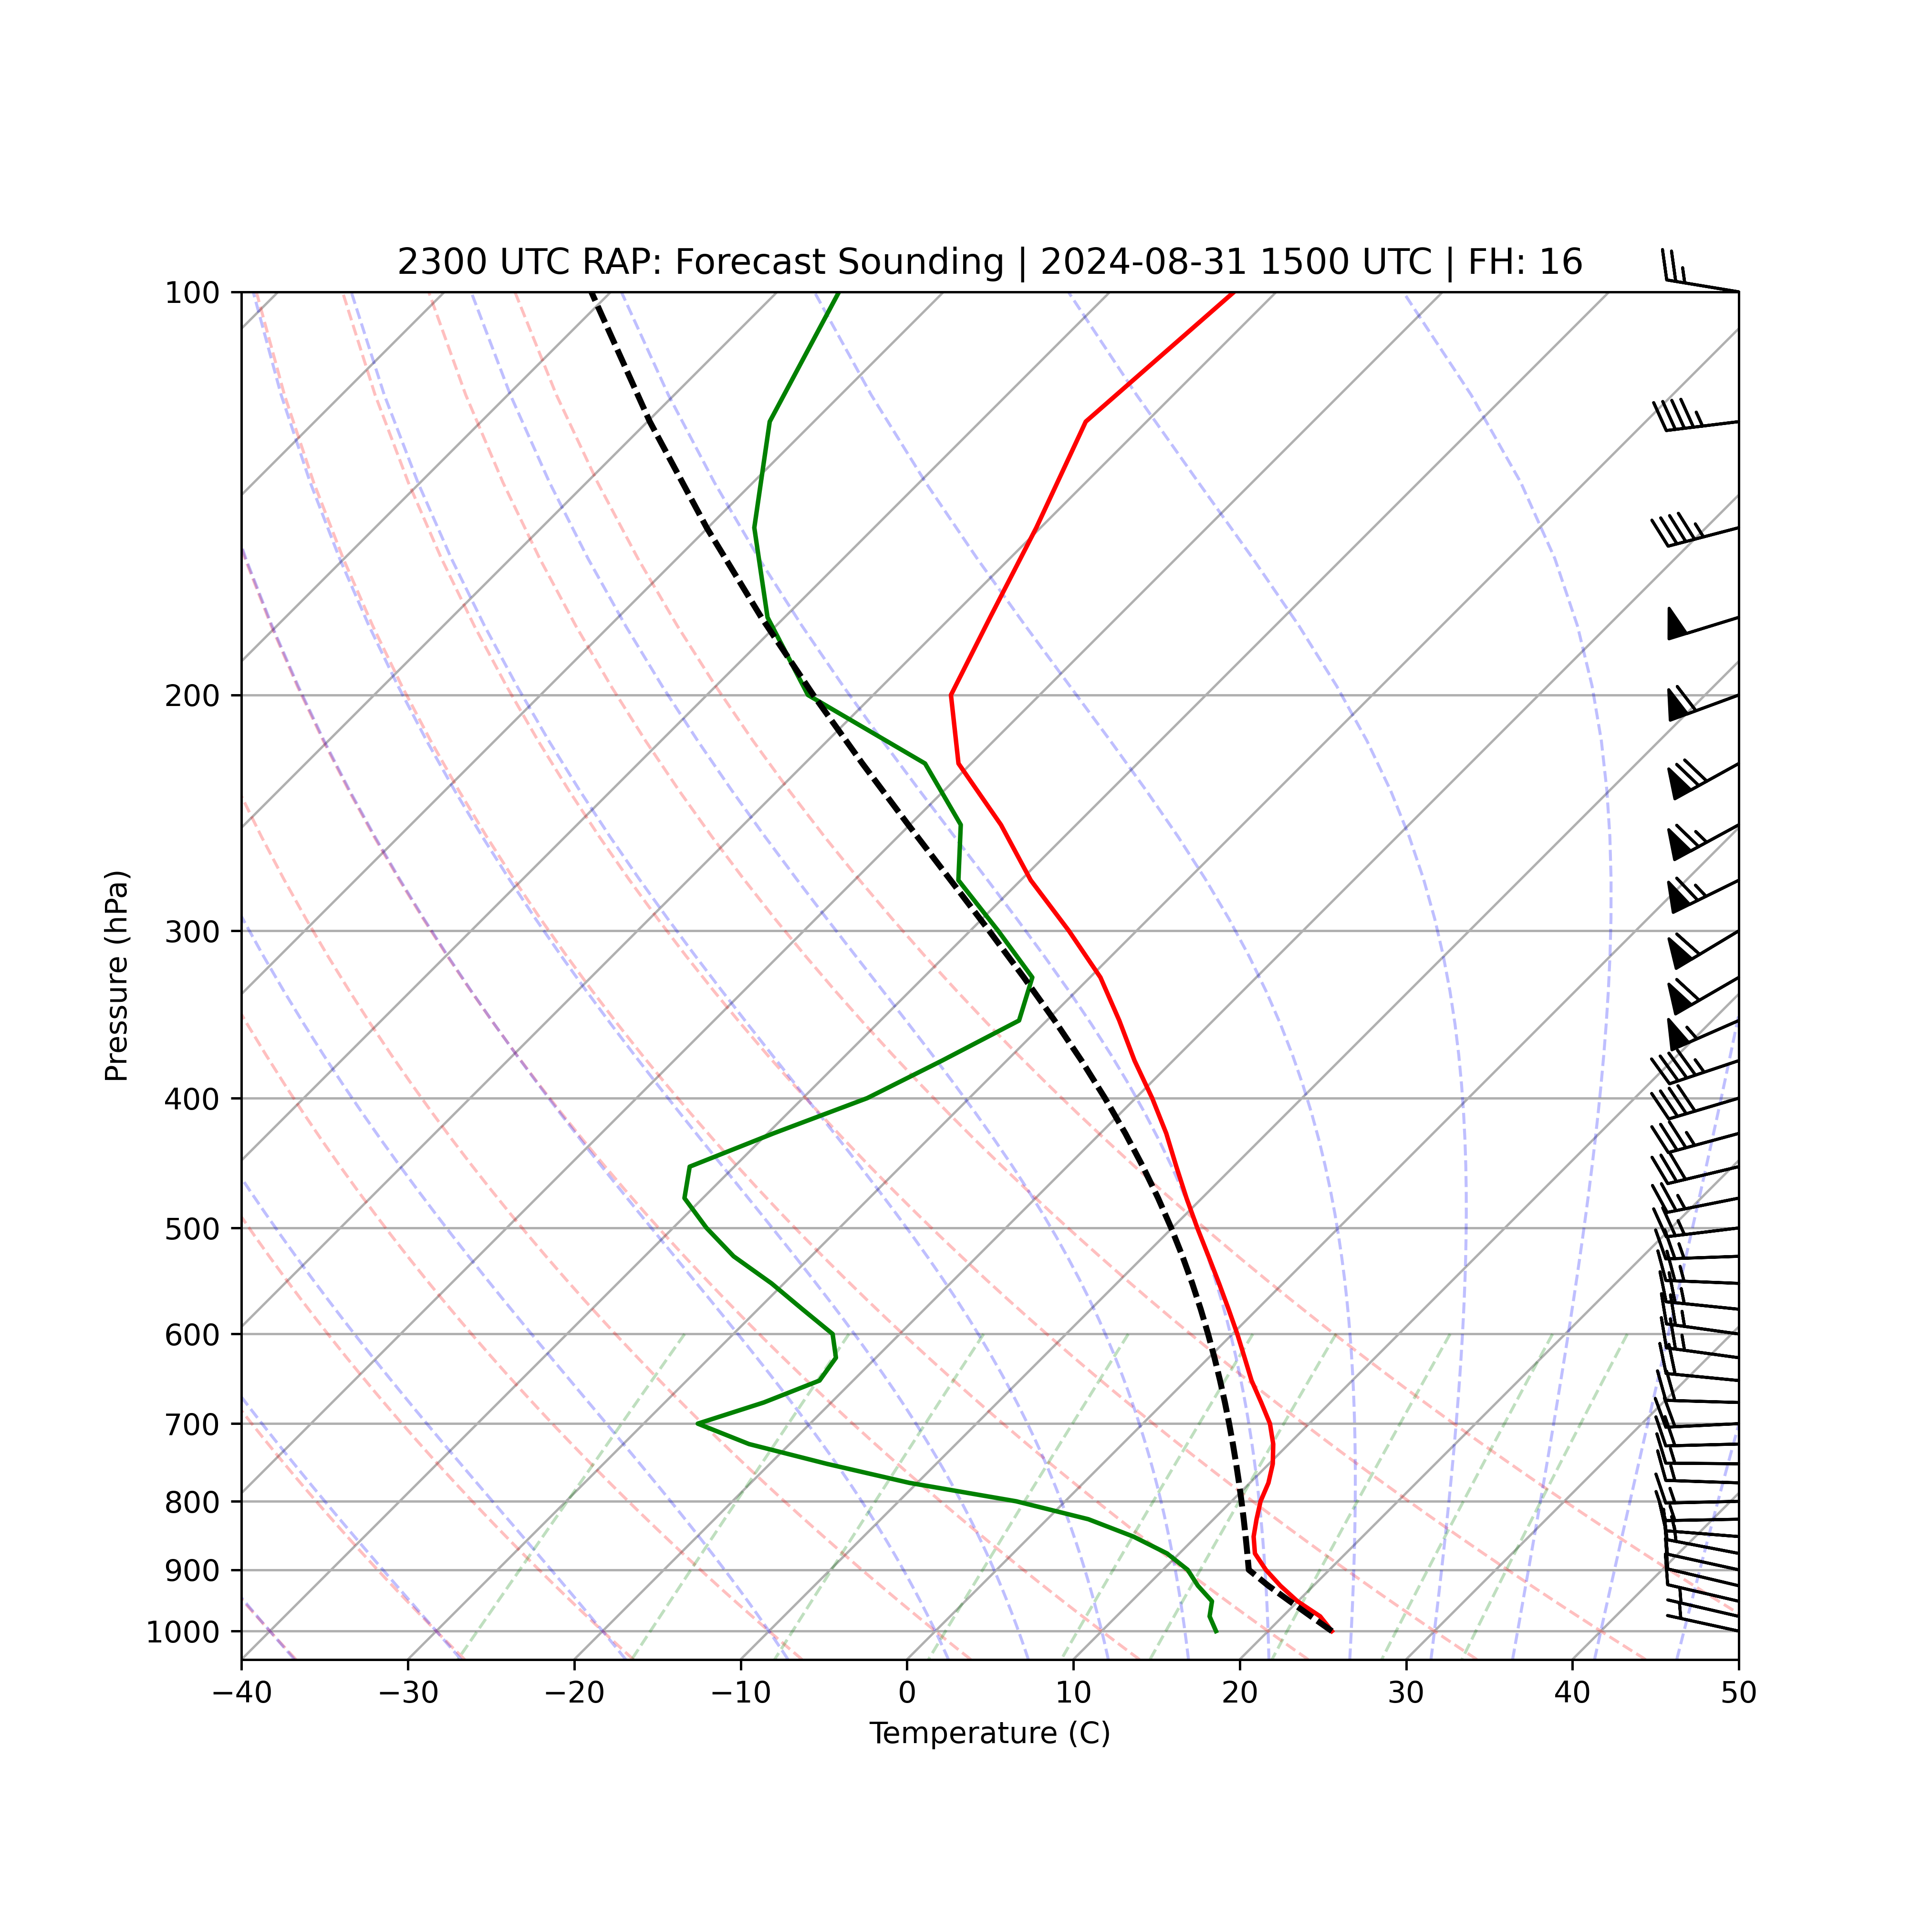 2300 UTC RAP: Forecast Sounding | 2024-08-31 1500 UTC | FH: 16
100
200
300
400
500
600
700
800
900
1000
Pressure (hPa)
−40 −30 −20 −10 0 10 20 30 40 50
Temperature (C)